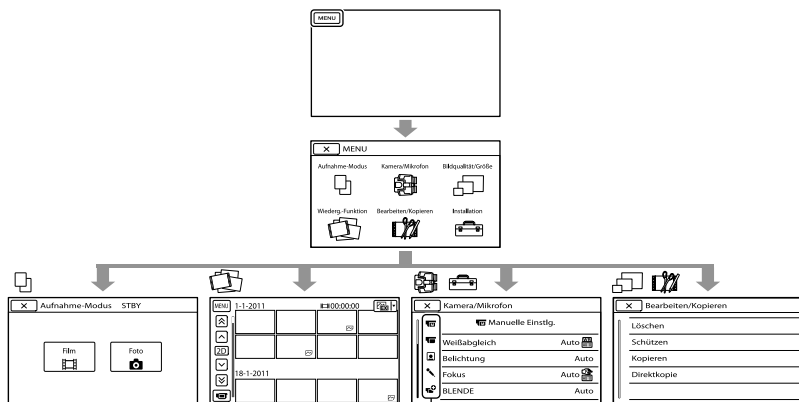 MENU
MENU
Aufnahme-Modus Kamera/Mikrofon Bildqualität/Größe
Wiederg.-Funktion Bearbeiten/Kopieren Installation
Aufnahme-Modus STBY
Film Foto
MENU 1-1-2011 00:00:00
2D
18-1-2011
Kamera/Mikrofon
Manuelle Einstlg.
Weißabgleich Auto
Belichtung Auto
Fokus Auto
BLENDE Auto
Bearbeiten/Kopieren
Löschen
Schützen
Kopieren
Direktkopie